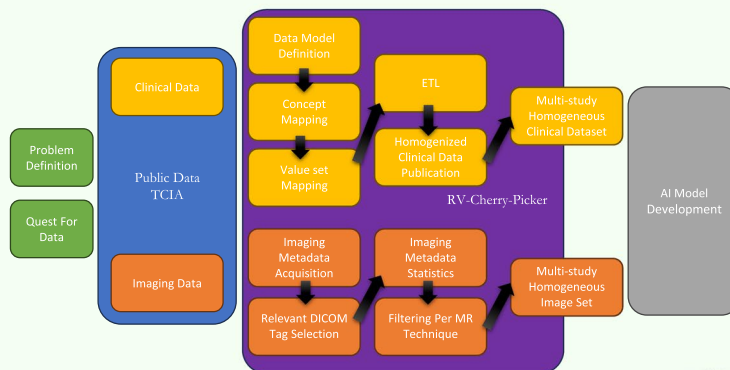 Problem
Definition
Quest For
Data
Clinical Data
Public Data
TCIA
Imaging Data
Data Model
Definition
Concept
Mapping
Value set
Mapping
ETL
Homogenized
Clinical Data
Publication
RV-Cherry-Picker
Imaging
Metadata
Acquisition
Relevant DICOM
Tag Selection
Imaging
Metadata
Statistics
Filtering Per MR
Technique
Multi-study
Homogeneous
Clinical Dataset
Multi-study
Homogeneous
Image Set
AI Model
Development